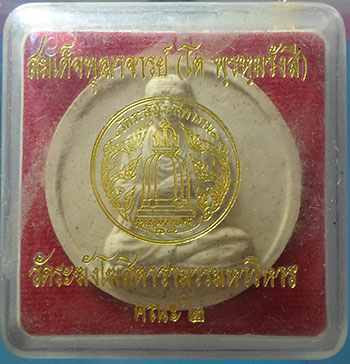 สมเด็จพุฒาจารย์ (โต พฺรหฺมรํสี)
วัดระฆังโฆสิตารามวรมหาวิหาร
คณะ ๒